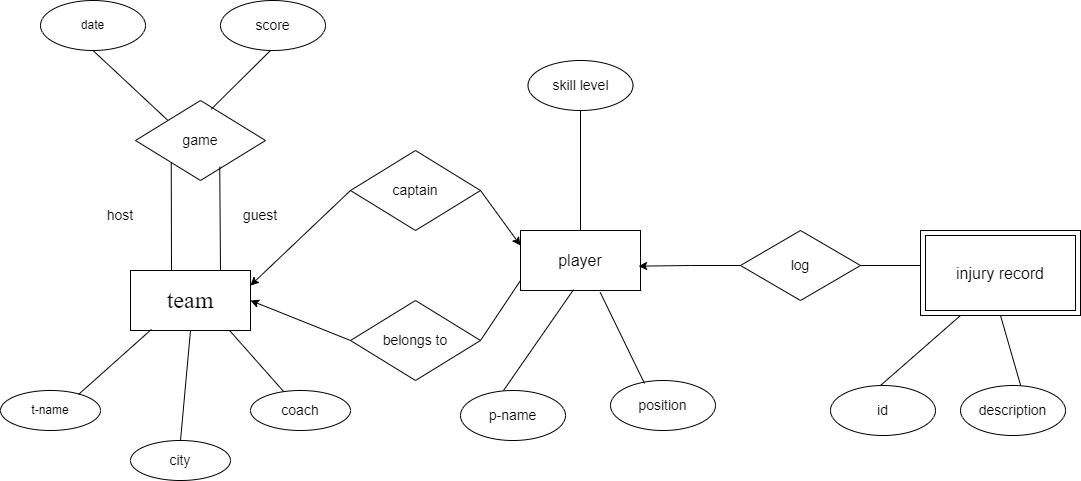 date
score
skill level
game
captain
host
guest
player
log
injury record
team
belongs to
t-name
coach
p-name
position
id
description
city